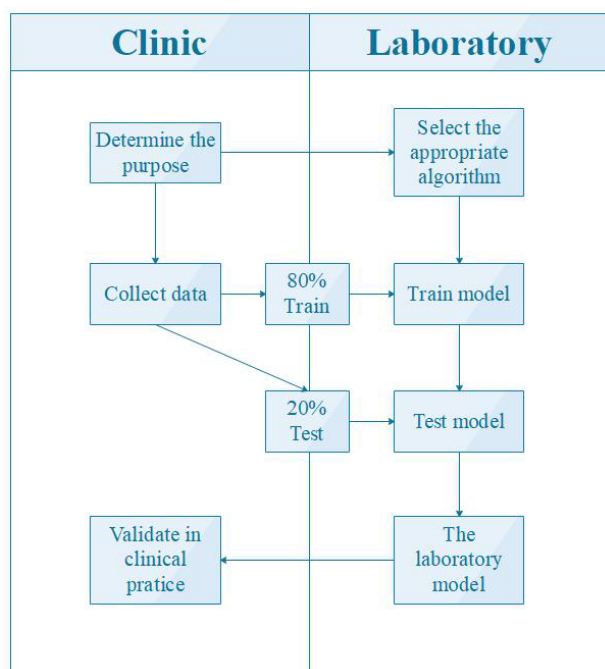 Clinic
Laboratory
Determine the
purpose
Select the
appropriate
algorithm
Collect data
80%
Train
Train model
20%
Test
Test model
Validate in
clinical
pratice
The
laboratory
model